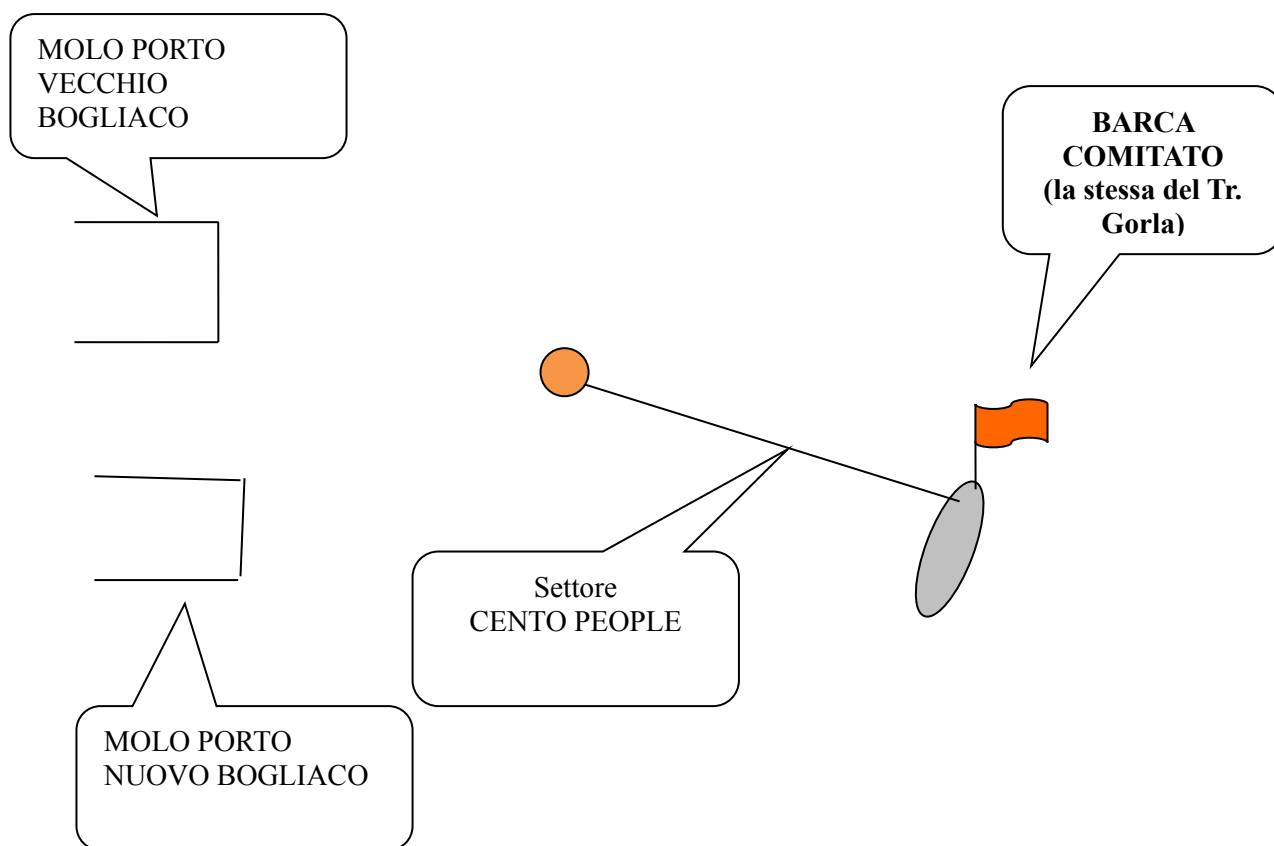 MOLO PORTO
VECCHIO
BOGLIACO
BARCA
COMITATO
(la stessa del Tr.
Gorla)
Settore
CENTO PEOPLE
MOLO PORTO
NUOVO BOGLIACO